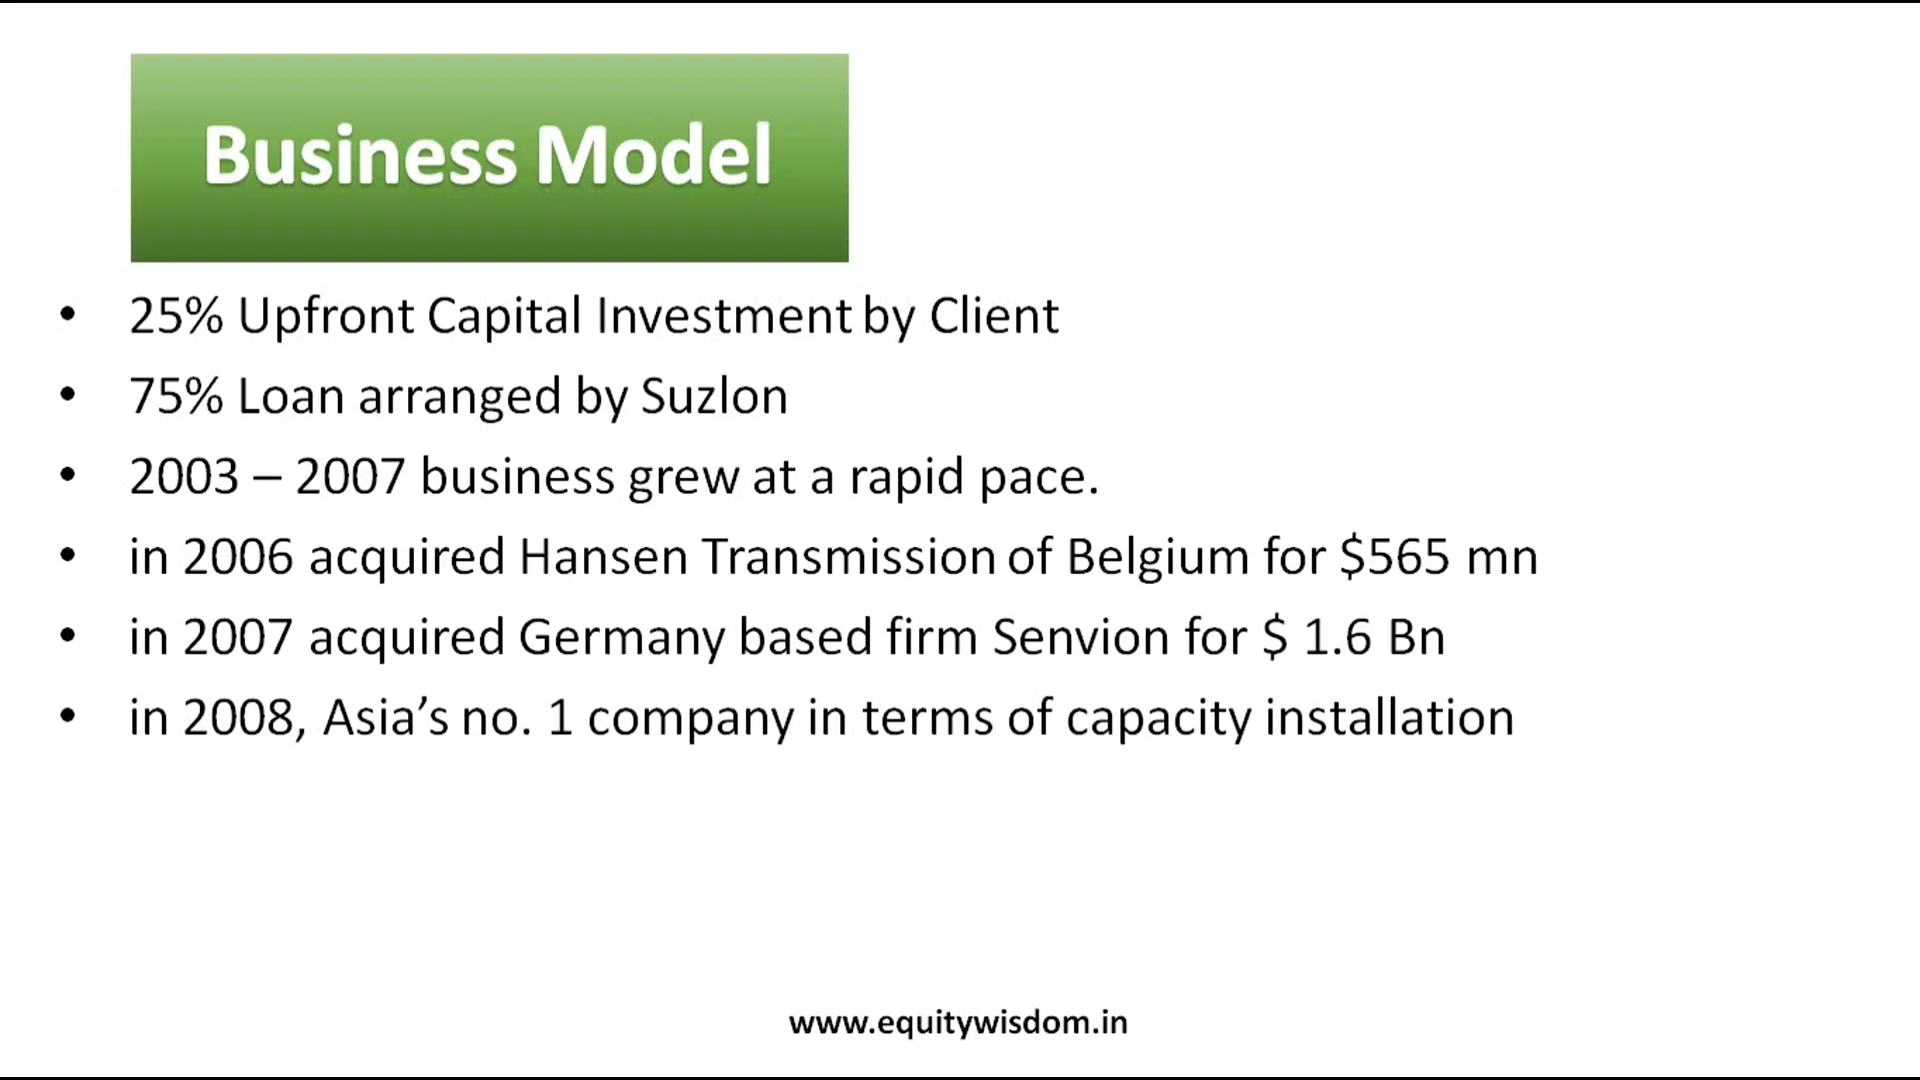 Business Model
• 25% Upfront Capital Investment by Client
• 75% Loan arranged by Suzlon
• 2003 – 2007 business grew at a rapid pace.
• in 2006 acquired Hansen Transmission of Belgium for $565 mn
• in 2007 acquired Germany based firm Senvion for $ 1.6 Bn
• in 2008, Asia’s no. 1 company in terms of capacity installation
www.equitywisdom.in